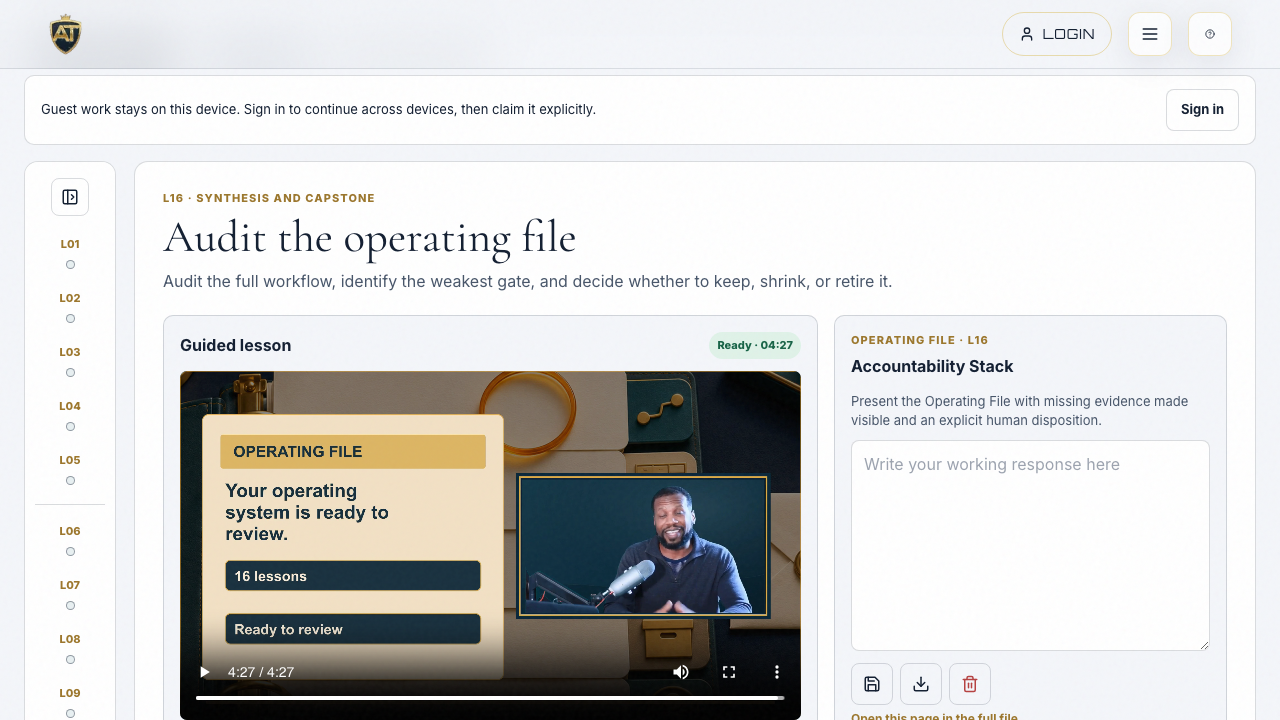 AT
LOGIN
Guest work stays on this device. Sign in to continue across devices, then claim it explicitly.
Sign in
L01
L02
L03
L04
L05
L06
L07
L08
L09
L16 · SYNTHESIS AND CAPSTONE
Audit the operating file
Audit the full workflow, identify the weakest gate, and decide whether to keep, shrink, or retire it.
Guided lesson
Ready · 04:27
OPERATING FILE
Your operating
system is ready to
review.
16 lessons
Ready to review
4:27 / 4:27
OPERATING FILE · L16
Accountability Stack
Present the Operating File with missing evidence made
visible and an explicit human disposition.
Write your working response here
Open this page in the full file